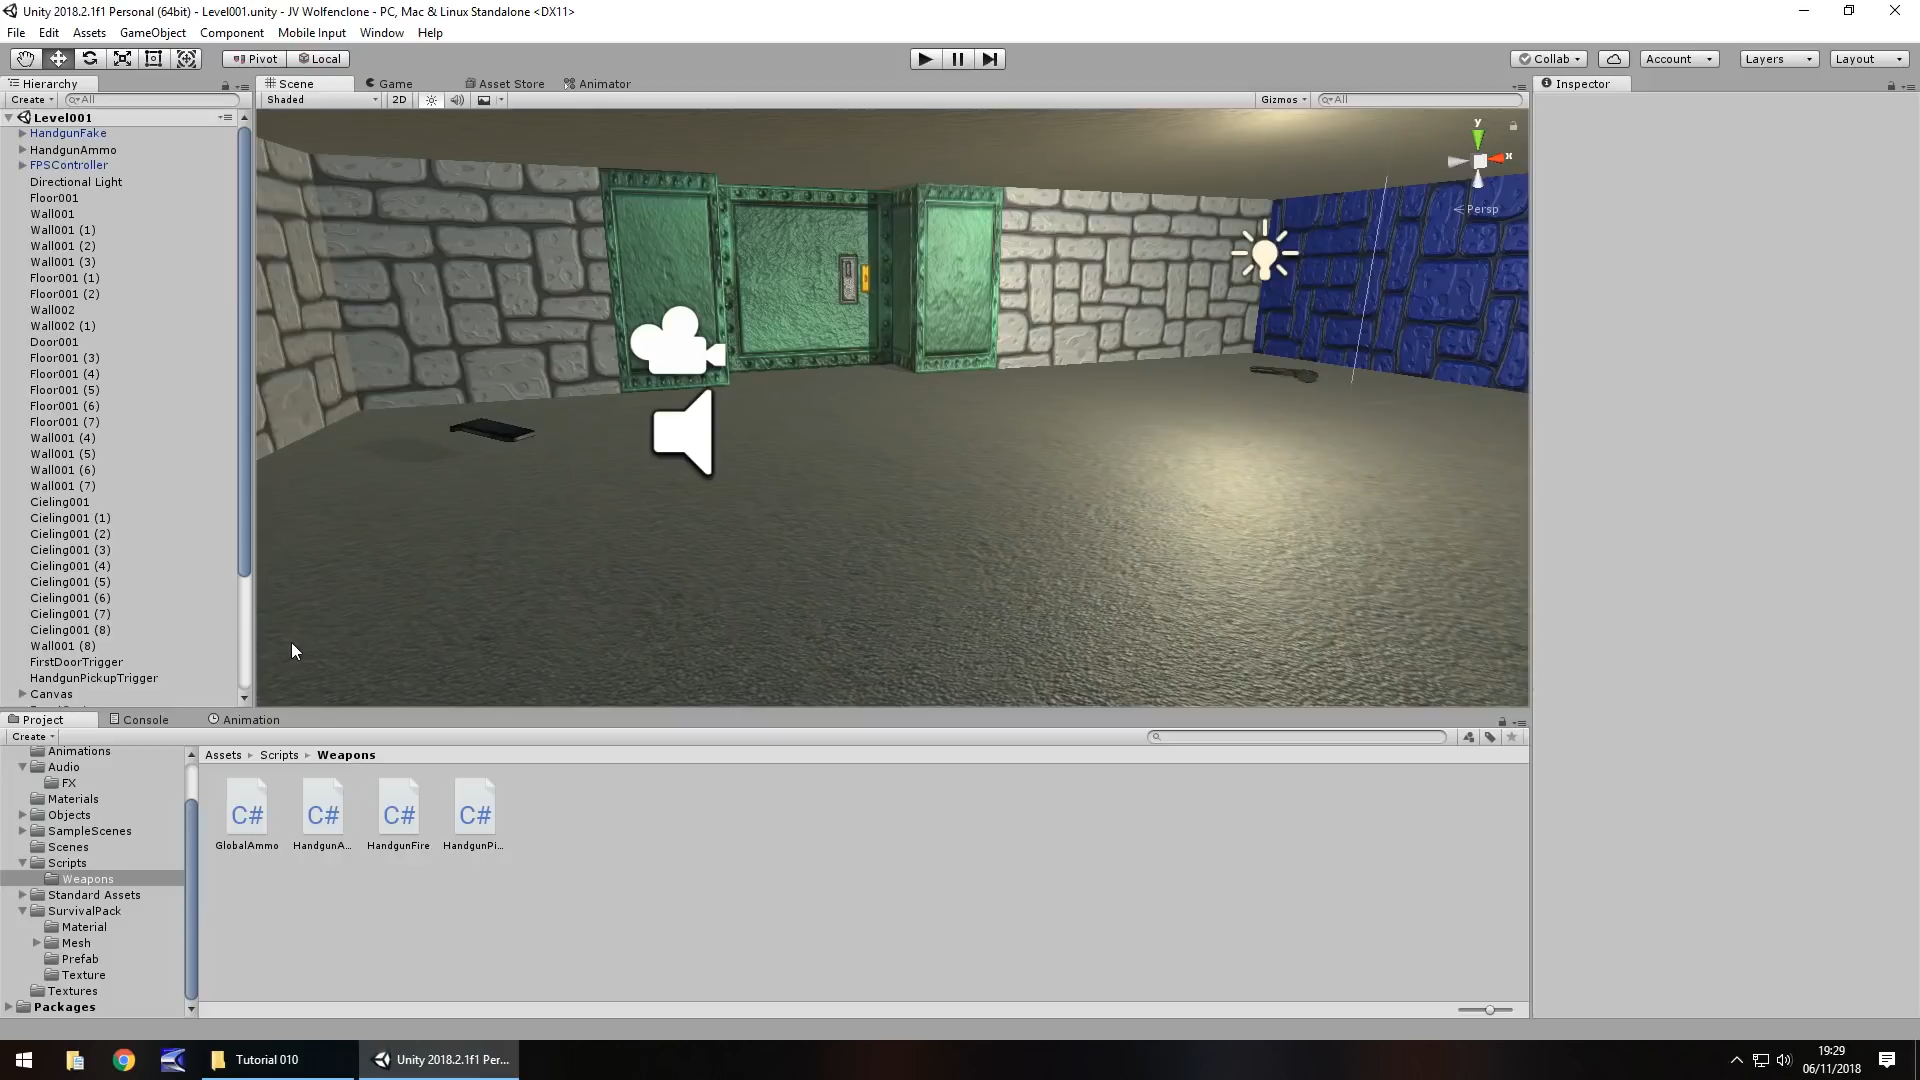 Unity 2018.2.1f1 Personal (64bit) - Level001.unity - JV Wolfenclone - PC, Mac & Linux Standalone <DX11>
File Edit Assets GameObject Component Mobile Input Window Help
Pivot Local Collab Account Layers Layout
Hierarchy Scene Game Asset Store Animator Inspector
Create All Shaded 2D Gizmos All
Level001
HandgunFake
HandgunAmmo
FPSController
Directional Light
Floor001
Wall001
Wall001 (1)
Wall001 (2)
Wall001 (3)
Floor001 (1)
Floor001 (2)
Wall002
Wall002 (1)
Door001
Floor001 (3)
Floor001 (4)
Floor001 (5)
Floor001 (6)
Floor001 (7)
Wall001 (4)
Wall001 (5)
Wall001 (6)
Wall001 (7)
Cieling001
Cieling001 (1)
Cieling001 (2)
Cieling001 (3)
Cieling001 (4)
Cieling001 (5)
Cieling001 (6)
Cieling001 (7)
Cieling001 (8)
Wall001 (8)
FirstDoorTrigger
HandgunPickupTrigger
Canvas
y
x
Persp
Project Console Animation
Create
Animations
Audio
FX
Materials
Objects
SampleScenes
Scenes
Scripts
Weapons
Standard Assets
SurvivalPack
Material
Mesh
Prefab
Texture
Textures
Packages
Assets Scripts Weapons
C# C# C# C#
GlobalAmmo HandgunA... HandgunFire HandgunPi...
Tutorial 010 Unity 2018.2.1f1 Per...
19:29
06/11/2018